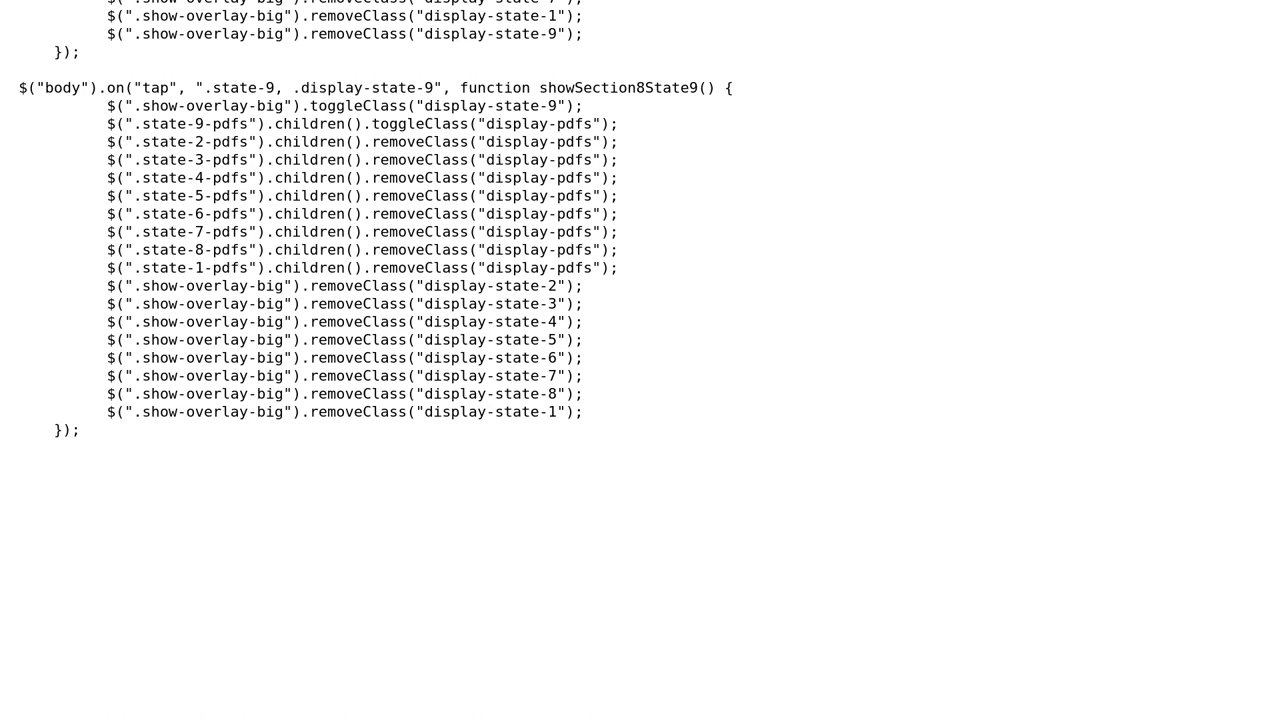 $(".show-overlay-big").removeClass("display-state-7");
$(".show-overlay-big").removeClass("display-state-1");
$(".show-overlay-big").removeClass("display-state-9");
});
$("body").on("tap", ".state-9, .display-state-9", function showSection8State9() {
$(".show-overlay-big").toggleClass("display-state-9");
$(".state-9-pdfs").children().toggleClass("display-pdfs");
$(".state-2-pdfs").children().removeClass("display-pdfs");
$(".state-3-pdfs").children().removeClass("display-pdfs");
$(".state-4-pdfs").children().removeClass("display-pdfs");
$(".state-5-pdfs").children().removeClass("display-pdfs");
$(".state-6-pdfs").children().removeClass("display-pdfs");
$(".state-7-pdfs").children().removeClass("display-pdfs");
$(".state-8-pdfs").children().removeClass("display-pdfs");
$(".state-1-pdfs").children().removeClass("display-pdfs");
$(".show-overlay-big").removeClass("display-state-2");
$(".show-overlay-big").removeClass("display-state-3");
$(".show-overlay-big").removeClass("display-state-4");
$(".show-overlay-big").removeClass("display-state-5");
$(".show-overlay-big").removeClass("display-state-6");
$(".show-overlay-big").removeClass("display-state-7");
$(".show-overlay-big").removeClass("display-state-8");
$(".show-overlay-big").removeClass("display-state-1");
});